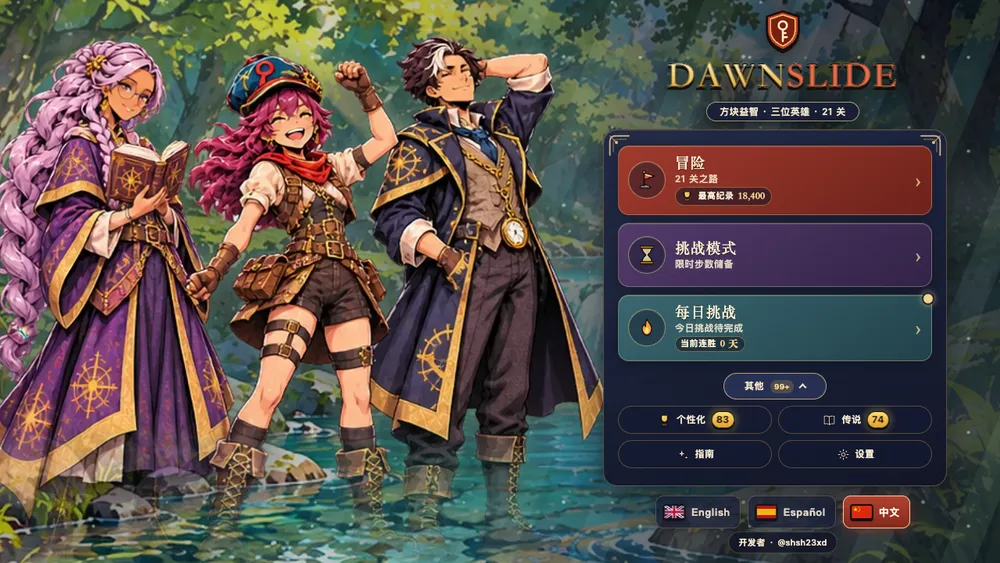 DAWNSLIDE
方块益智 · 三位英雄 · 21 关
冒险
21 关之路
最高纪录 18,400
挑战模式
限时步数储备
每日挑战
今日挑战待完成
当前连胜 0 天
其他 99+
个性化 83
传说 74
指南
设置
English
Español
中文
开发者 · @shsh23xd